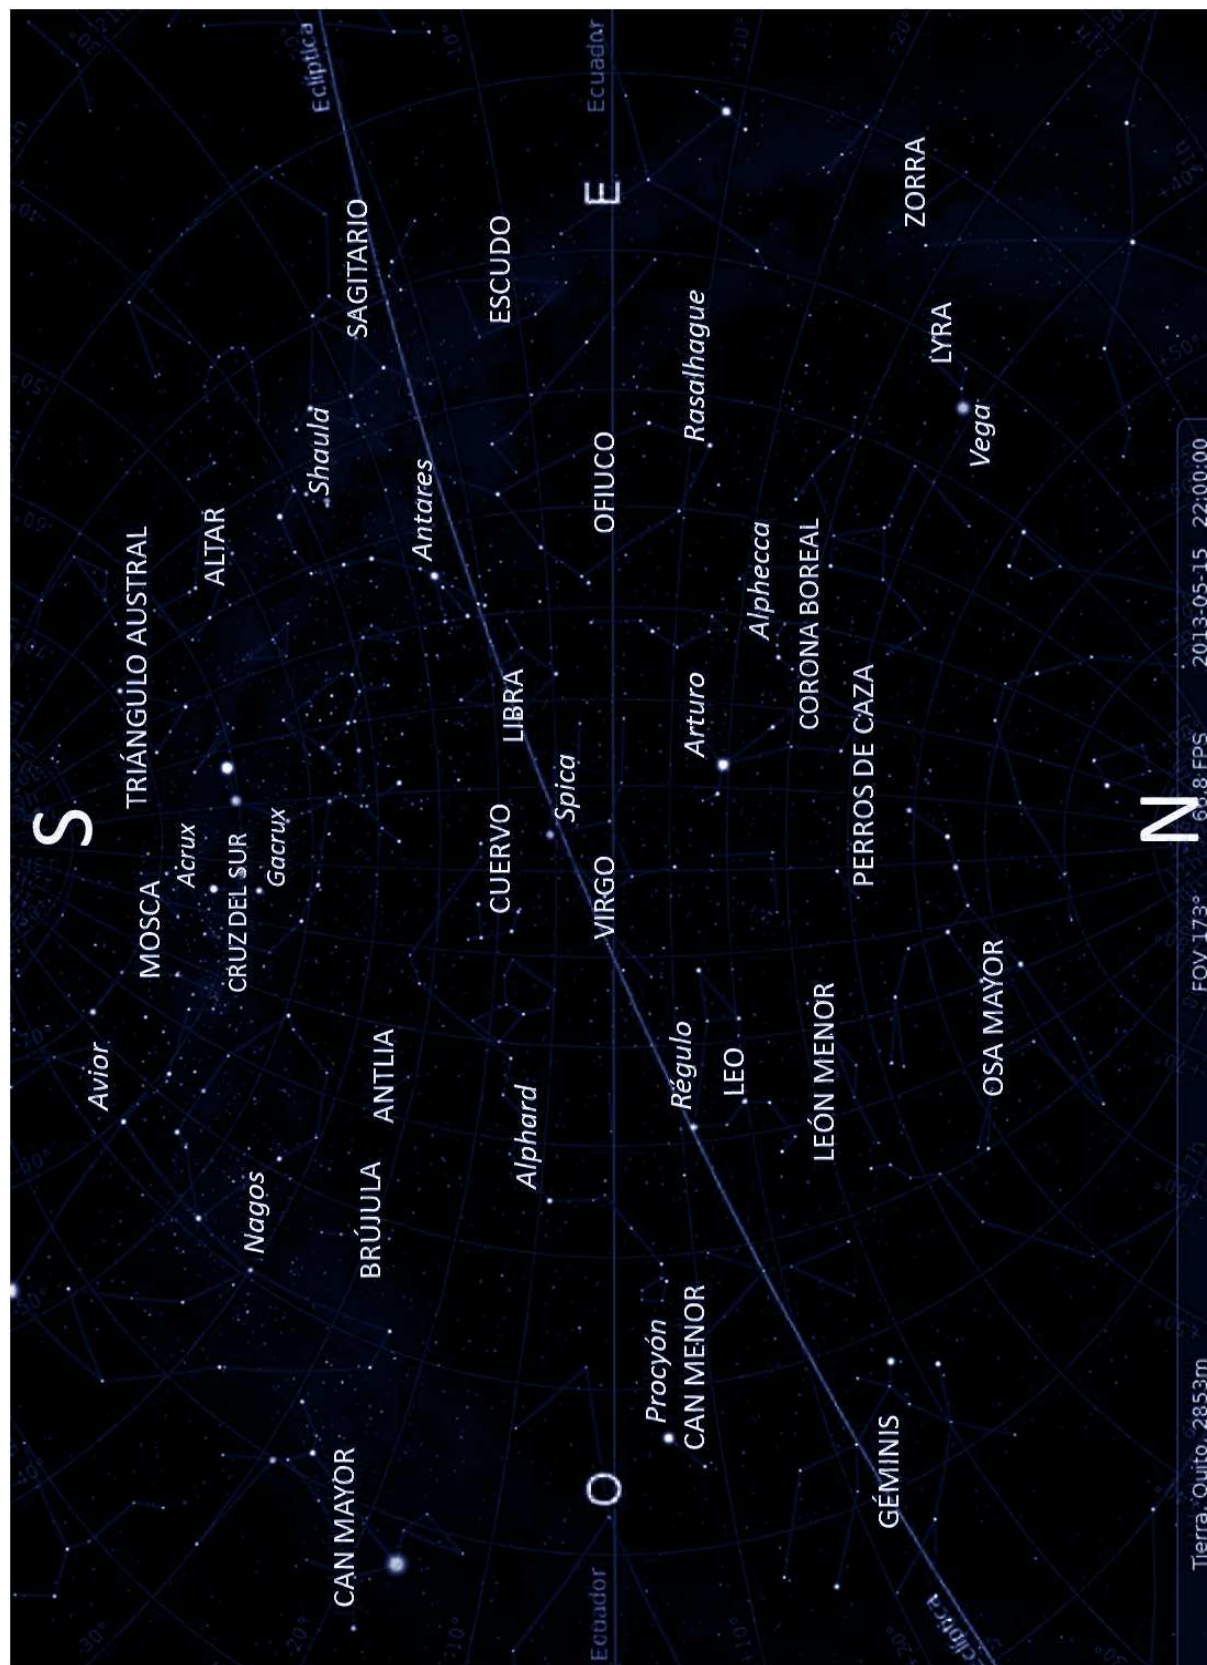 S
Avior
TRIÁNGULO AUSTRAL
MOSCA
Acrux
ALTAR
CRUZ DEL SUR
Nagos
Gacrux
Eclíptica
Shaula
CAN MAYOR
SAGITARIO
BRÚJULA
ANTLIA
Antares
CUERVO
ESCUDO
LIBRA
Alphard
Spica
Ecuador
O
VIRGO
OFIUCO
E
Ecuador
Procyón
Régulo
CAN MENOR
Arturo
Rasalhague
LEO
Alphecca
CORONA BOREAL
LEÓN MENOR
PERROS DE CAZA
GÉMINIS
ZORRA
clíptica
LYRA
Vega
OSA MAYOR
N
Tierra, Quito, 2853m FOV 173° FPS 2013-05-15 22:00:00